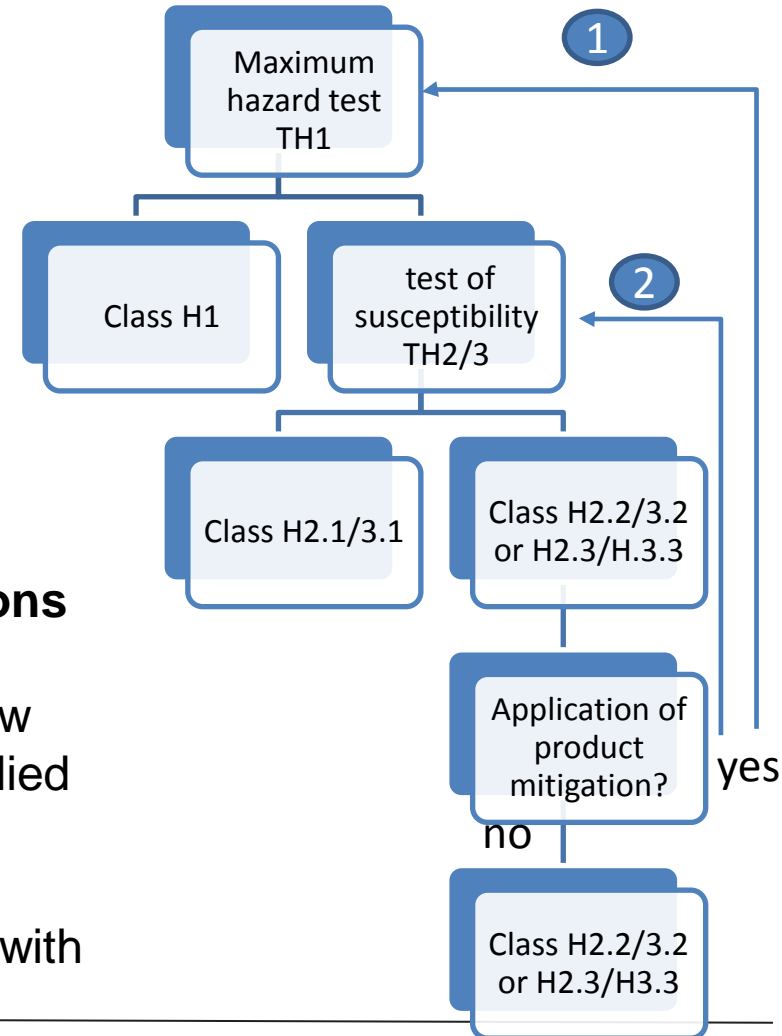 1
Maximum
hazard test
TH1
Class H1
test of
susceptibility
TH2/3
2
Class H2.1/3.1
Class H2.2/3.2
or H2.3/H.3.3
ons
w
lied
with
Application of
product
mitigation?
yes
no
Class H2.2/3.2
or H2.3/H3.3